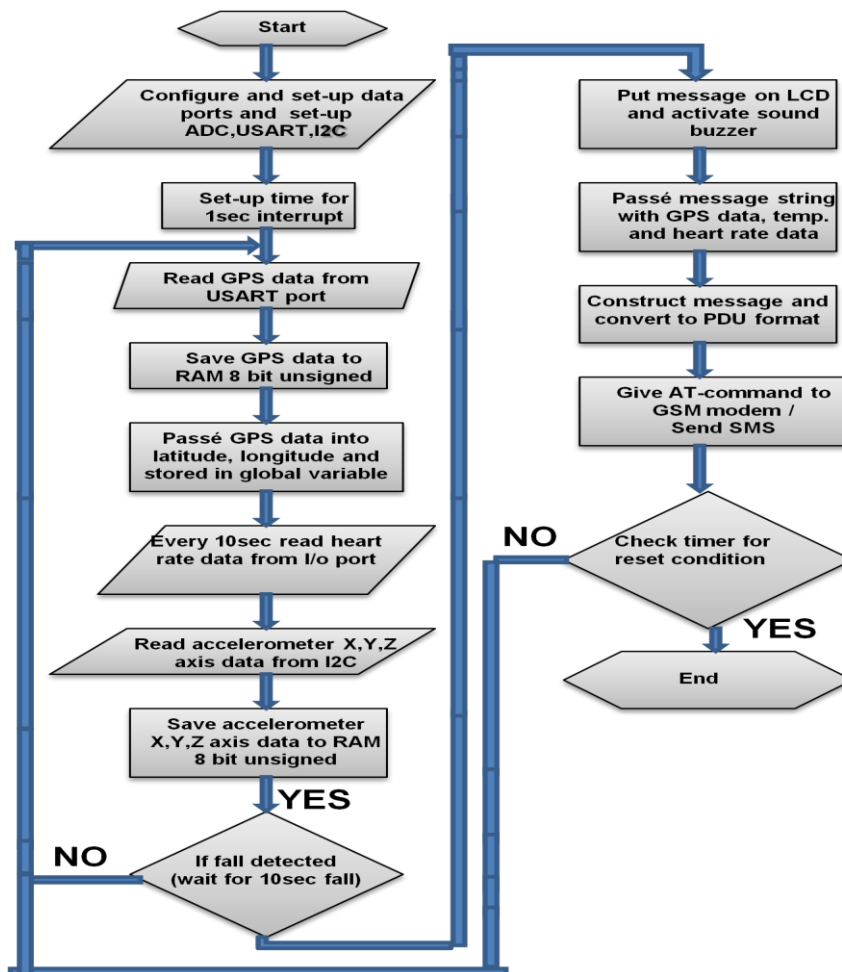 Start
Configure and set-up data
ports and set-up
ADC,USART,I2C
Set-up time for
1sec interrupt
Read GPS data from
USART port
Save GPS data to
RAM 8 bit unsigned
Passé GPS data into
latitude, longitude and
stored in global variable
Every 10sec read heart
rate data from I/o port
Read accelerometer X,Y,Z
axis data from I2C
Save accelerometer
X,Y,Z axis data to RAM
8 bit unsigned
YES
NO
If fall detected
(wait for 10sec fall)
Put message on LCD
and activate sound
buzzer
Passé message string
with GPS data, temp.
and heart rate data
Construct message and
convert to PDU format
Give AT-command to
GSM modem /
Send SMS
NO
Check timer for
reset condition
YES
End